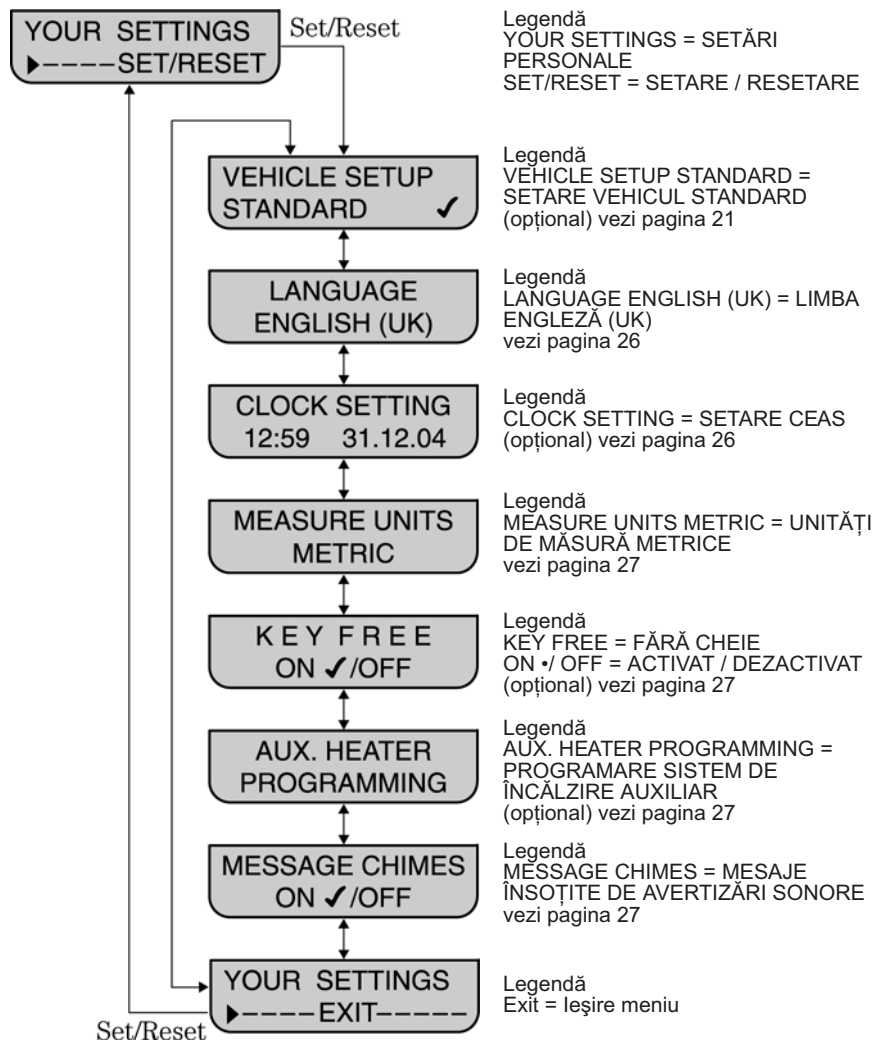 YOUR SETTINGS
▶----SET/RESET
Set/Reset
Legendă
YOUR SETTINGS = SETĂRI
PERSONALE
SET/RESET = SETARE / RESETARE
VEHICLE SETUP
STANDARD ✓
Legendă
VEHICLE SETUP STANDARD =
SETARE VEHICUL STANDARD
(opțional) vezi pagina 21
LANGUAGE
ENGLISH (UK)
Legendă
LANGUAGE ENGLISH (UK) = LIMBA
ENGLEZĂ (UK)
vezi pagina 26
CLOCK SETTING
12:59 31.12.04
Legendă
CLOCK SETTING = SETARE CEAS
(opțional) vezi pagina 26
MEASURE UNITS
METRIC
Legendă
MEASURE UNITS METRIC = UNITĂȚI
DE MĂSURĂ METRICE
vezi pagina 27
K E Y F R E E
ON ✓/OFF
Legendă
KEY FREE = FĂRĂ CHEIE
ON •/ OFF = ACTIVAT / DEZACTIVAT
(opțional) vezi pagina 27
AUX. HEATER
PROGRAMMING
Legendă
AUX. HEATER PROGRAMMING =
PROGRAMARE SISTEM DE
ÎNCĂLZIRE AUXILIAR
(opțional) vezi pagina 27
MESSAGE CHIMES
ON ✓/OFF
Legendă
MESSAGE CHIMES = MESAJE
ÎNSOȚITE DE AVERTIZĂRI SONORE
vezi pagina 27
YOUR SETTINGS
▶----EXIT-----
Legendă
Exit = Ieşire meniu
Set/Reset